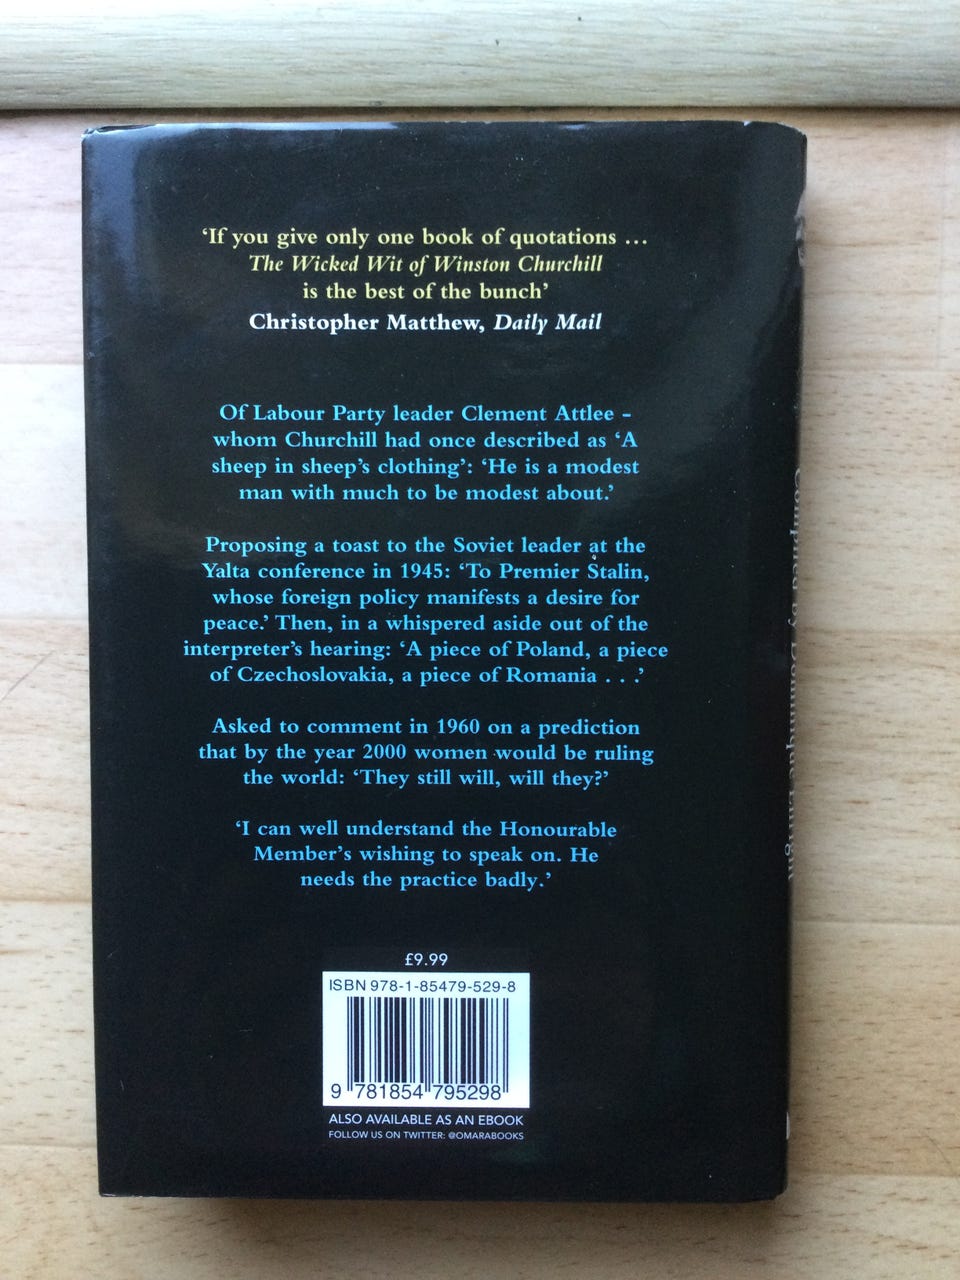 ‘If you give only one book of quotations ...
The Wicked Wit of Winston Churchill
is the best of the bunch’
Christopher Matthew, Daily Mail
Of Labour Party leader Clement Attlee –
whom Churchill had once described as ‘A
sheep in sheep’s clothing’: ‘He is a modest
man with much to be modest about.’
Proposing a toast to the Soviet leader at the
Yalta conference in 1945: ‘To Premier Stalin,
whose foreign policy manifests a desire for
peace.’ Then, in a whispered aside out of the
interpreter’s hearing: ‘A piece of Poland, a piece
of Czechoslovakia, a piece of Romania . . .’
Asked to comment in 1960 on a prediction
that by the year 2000 women would be ruling
the world: ‘They still will, will they?’
‘I can well understand the Honourable
Member’s wishing to speak on. He
needs the practice badly.’
£9.99
ISBN 978-1-85479-529-8
9 781854 795298
ALSO AVAILABLE AS AN EBOOK
FOLLOW US ON TWITTER: @OMARABOOKS
Compiled by Dominique Enright